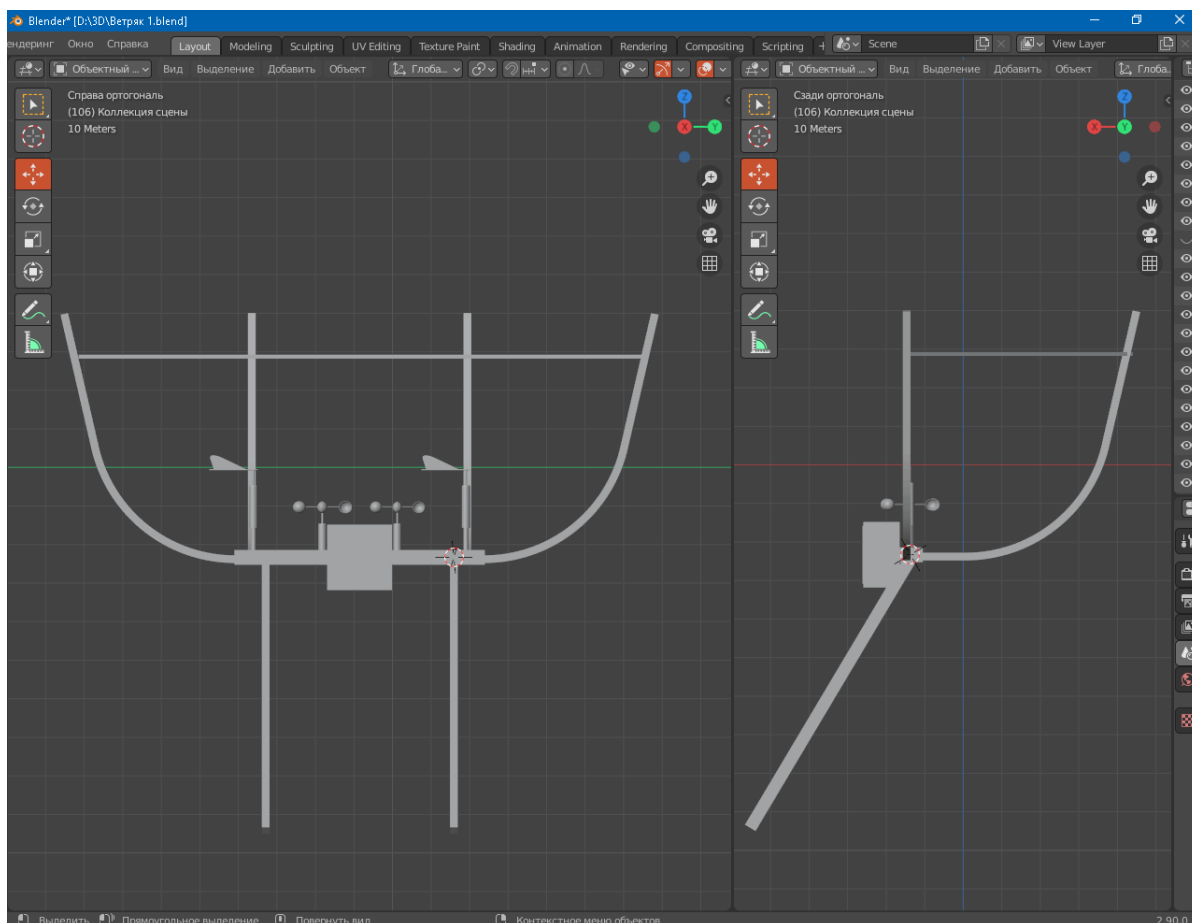 Blender* [D:\3D\Ветряк 1.blend]
ендеринг Окно Справка Layout Modeling Sculpting UV Editing Texture Paint Shading Animation Rendering Compositing Scripting + Scene View Layer
Объектный ... Вид Выделение Добавить Объект Глоба... Объектный ... Вид Выделение Добавить Объект Глоба.
Справа ортогональ
(106) Коллекция сцены
10 Meters
Z
X
Y
Сзади ортогональ
(106) Коллекция сцены
10 Meters
Z
X
Y
Выделить Прямоугольное выделение Повернуть вид Контекстное меню объектов 2.90.0